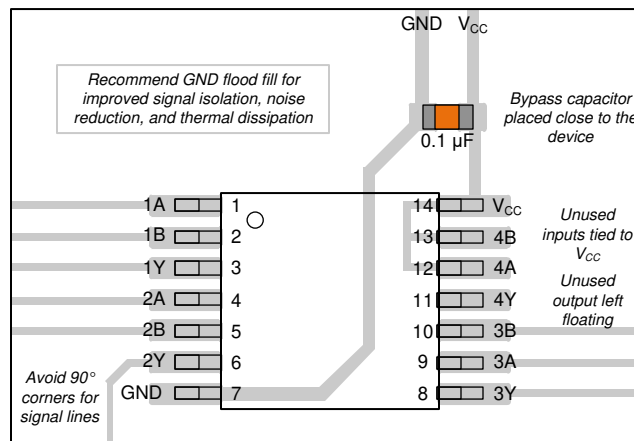 GND VCC
Recommend GND flood fill for
improved signal isolation, noise
reduction, and thermal dissipation
Bypass capacitor
placed close to the
device
0.1 µF
1A 1 14 VCC
1B 2 13 4B
1Y 3 12 4A
2A 4 11 4Y
2B 5 10 3B
2Y 6 9 3A
GND 7 8 3Y
Unused
inputs tied to
VCC
Unused
output left
floating
Avoid 90°
corners for
signal lines